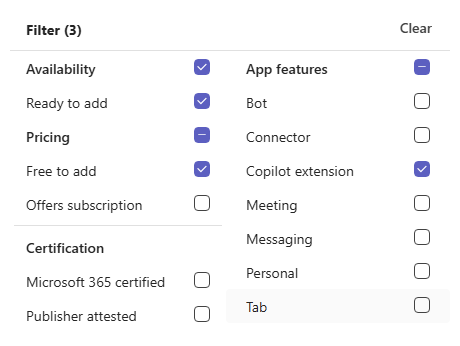 Filter (3)
Clear
Availability
Ready to add
Pricing
Free to add
Offers subscription
Certification
Microsoft 365 certified
Publisher attested
App features
Bot
Connector
Copilot extension
Meeting
Messaging
Personal
Tab